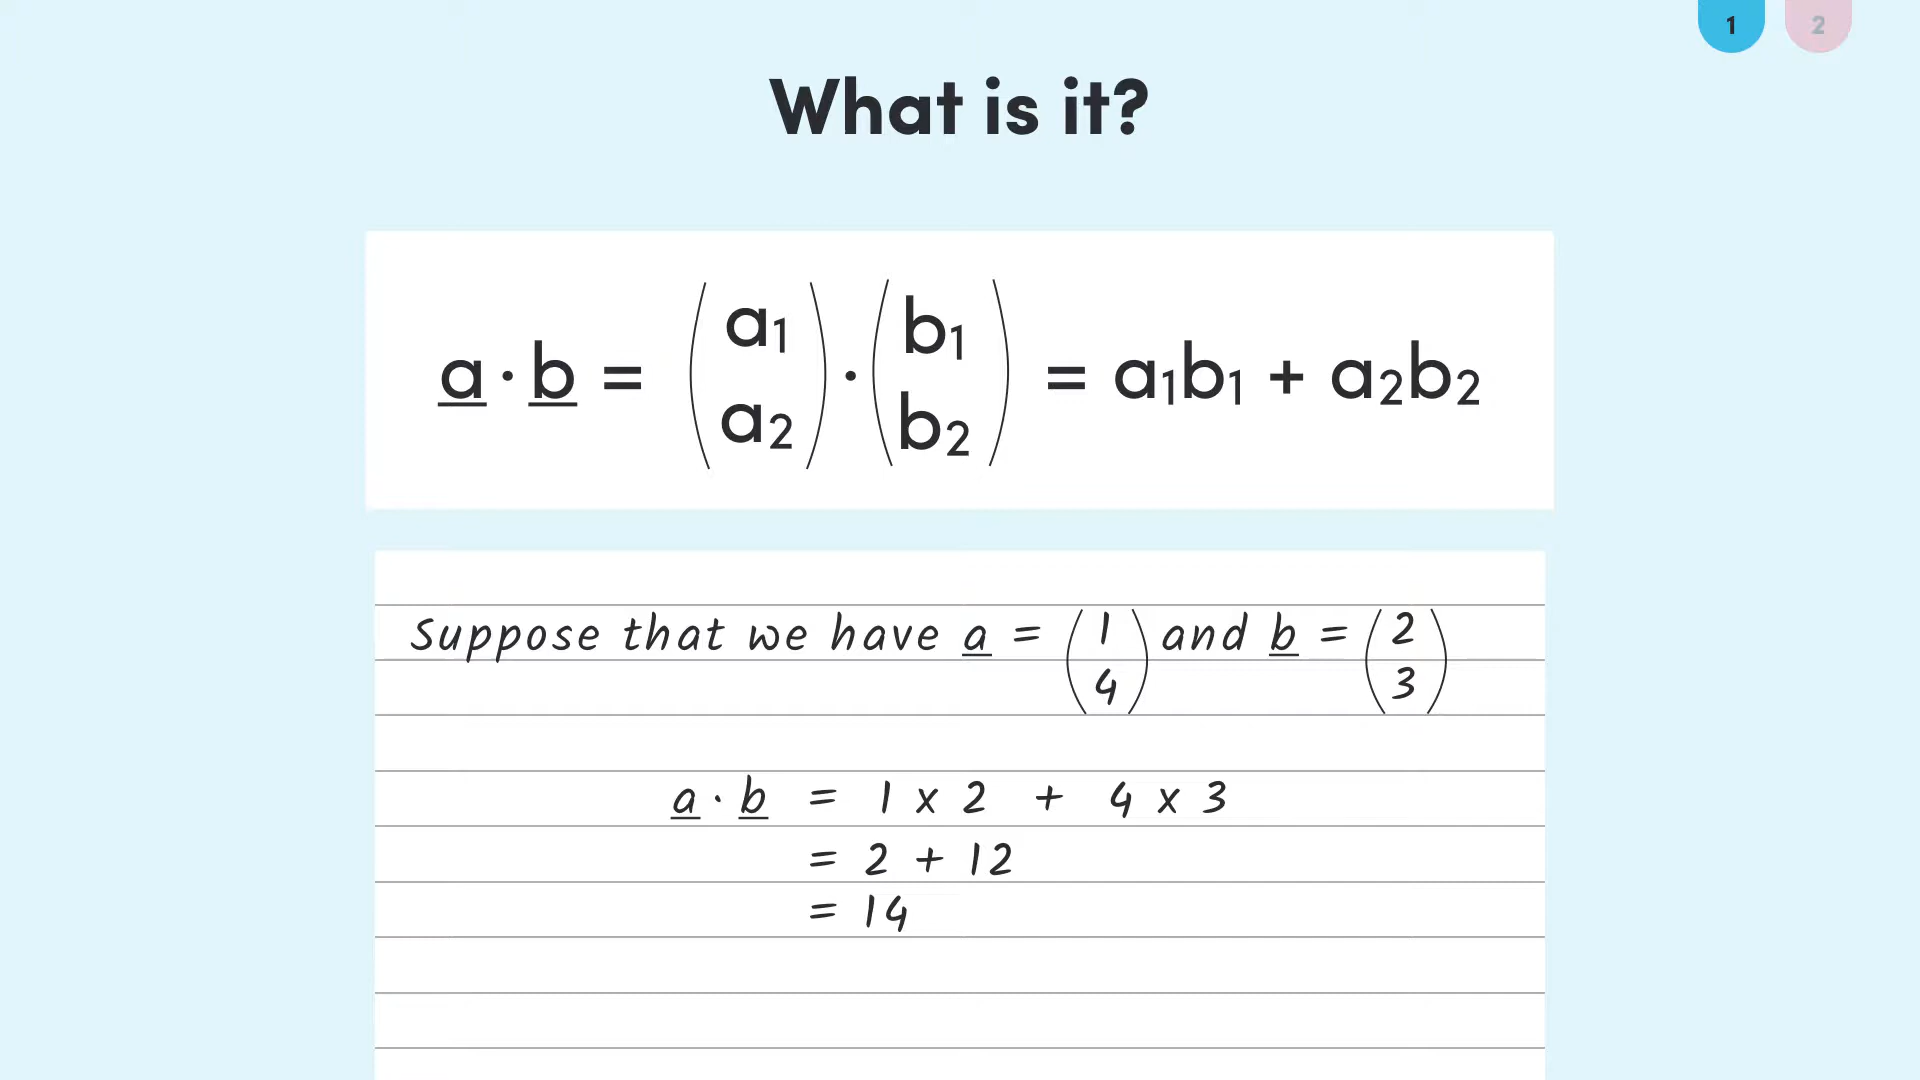 1 2
What is it?
a · b = (a₁ a₂) · (b₁ b₂) = a₁b₁ + a₂b₂
Suppose that we have a = (1 4) and b = (2 3)
a · b = 1 x 2 + 4 x 3
= 2 + 12
= 14